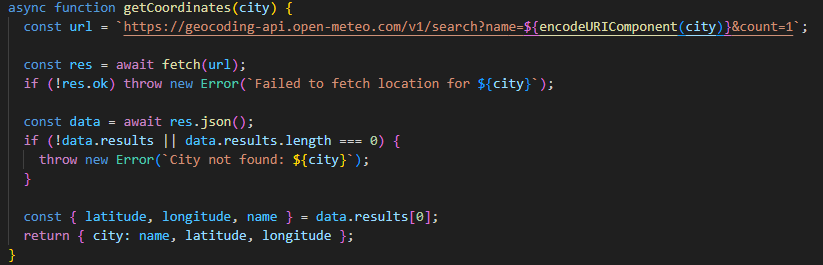 async function getCoordinates(city) {
  const url = `https://geocoding-api.open-meteo.com/v1/search?name=${encodeURIComponent(city)}&count=1`;

  const res = await fetch(url);
  if (!res.ok) throw new Error(`Failed to fetch location for ${city}`);

  const data = await res.json();
  if (!data.results || data.results.length === 0) {
    throw new Error(`City not found: ${city}`);
  }

  const { latitude, longitude, name } = data.results[0];
  return { city: name, latitude, longitude };
}